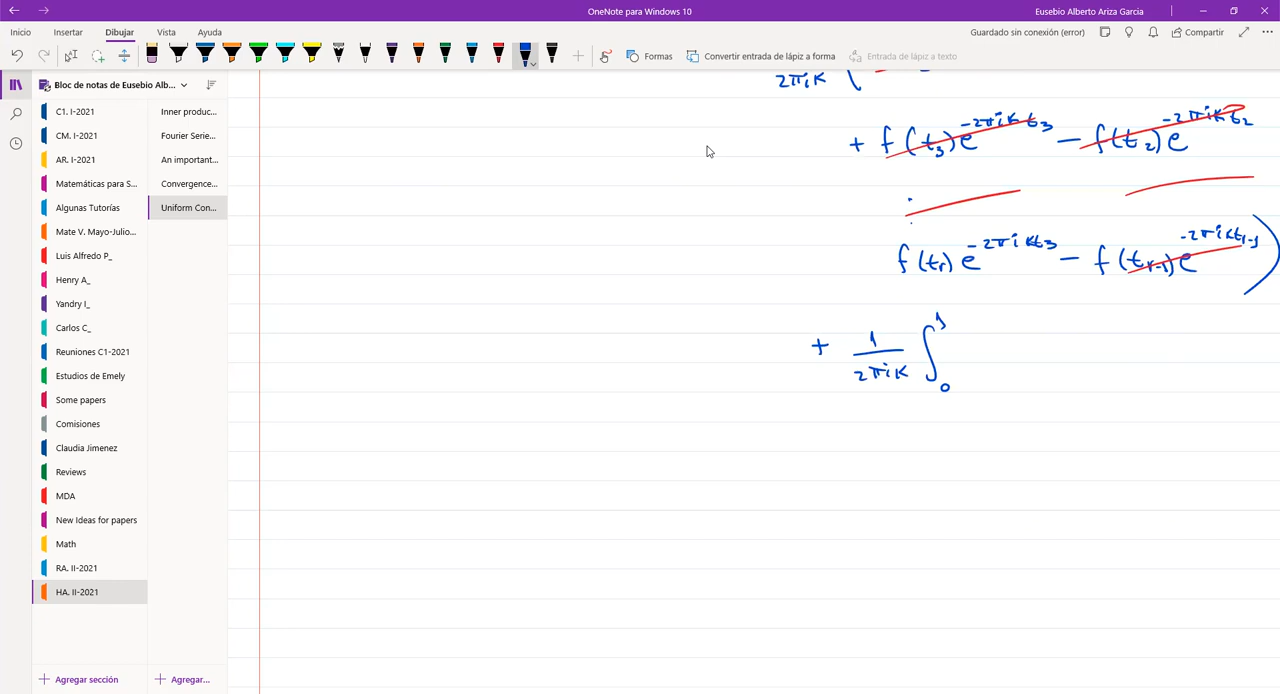 OneNote para Windows 10
Eusebio Alberto Ariza Garcia
Inicio Insertar Dibujar Vista Ayuda
Guardado sin conexión (error)
Compartir
Formas
Convertir entrada de lápiz a forma
Entrada de lápiz a texto
Bloc de notas de Eusebio Alb...
C1. I-2021
CM. I-2021
AR. I-2021
Matemáticas para S...
Algunas Tutorías
Mate V. Mayo-Julio...
Luis Alfredo P_
Henry A_
Yandry I_
Carlos C_
Reuniones C1-2021
Estudios de Emely
Some papers
Comisiones
Claudia Jimenez
Reviews
MDA
New Ideas for papers
Math
RA. II-2021
HA. II-2021
Agregar sección
Inner produc...
Fourier Serie...
An important...
Convergence...
Uniform Con...
Agregar...
2πik (
+ f(t₃)e^{-2πikt₃} − f(t₂)e^{-2πikt₂}
f(t_r)e^{-2πikt₃} − f(t_{r-1})e^{-2πikt_{r-1}} )
+ 1/2πik ∫₀¹